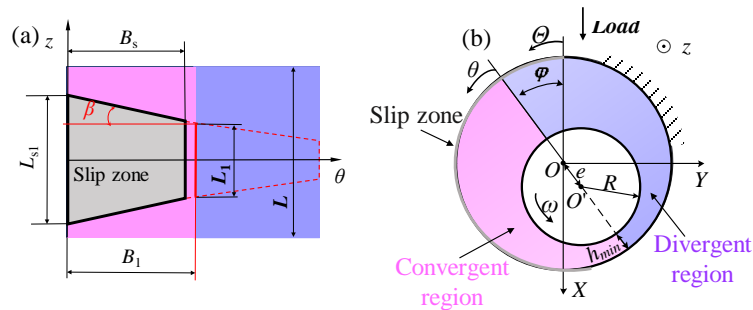 (a)
z
B_s
β
L_s1
Slip zone
L_1
L
θ
B_1
(b)
Θ
Load
z
θ
φ
Slip zone
O
e
R
Y
O'
ω
h_min
Convergent
region
Divergent
region
X